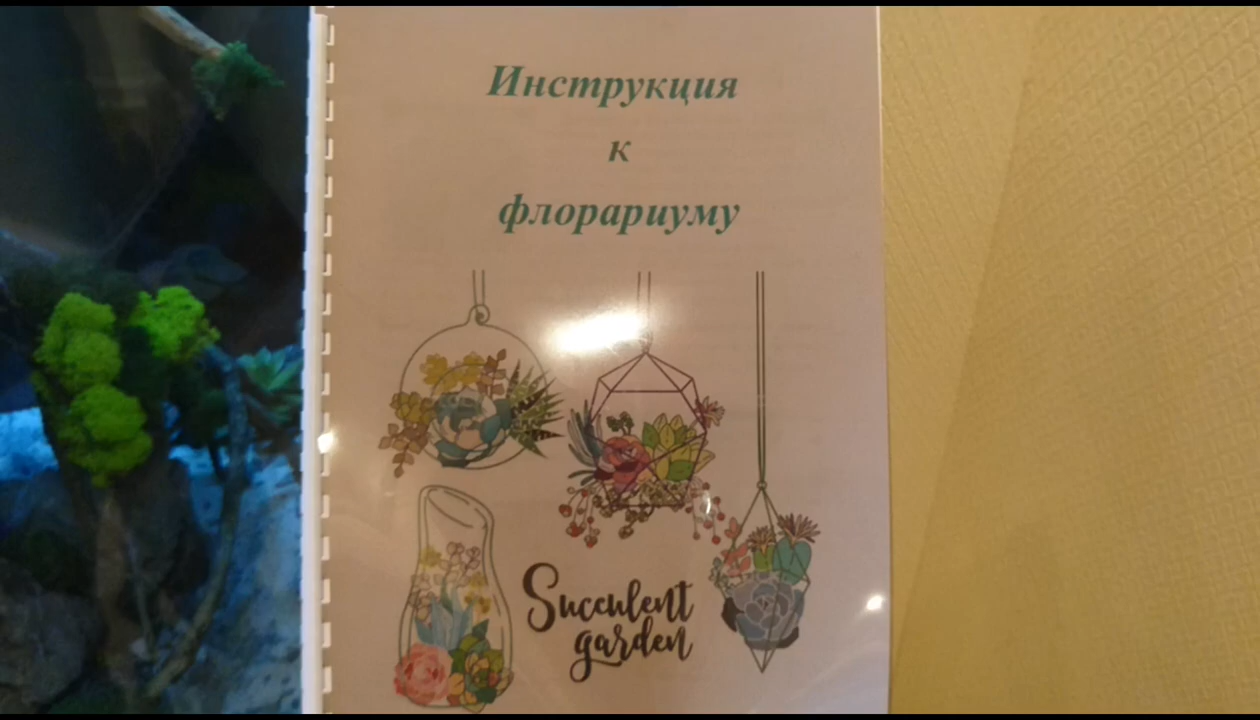 Инструкция
к
флорариуму
Succulent
garden